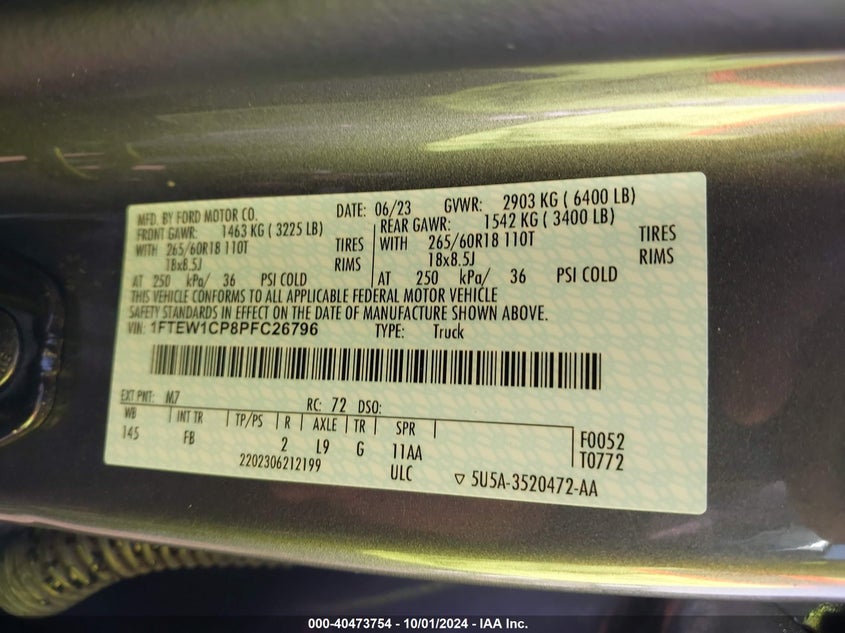 MFD. BY FORD MOTOR CO.
DATE: 06/23 GVWR: 2903 KG ( 6400 LB)
FRONT GAWR: 1463 KG ( 3225 LB)
WITH 265/60R18 110T TIRES
18x8.5J RIMS
AT 250 kPa/ 36 PSI COLD
REAR GAWR: 1542 KG ( 3400 LB)
WITH 265/60R18 110T TIRES
18x8.5J RIMS
AT 250 kPa/ 36 PSI COLD
THIS VEHICLE CONFORMS TO ALL APPLICABLE FEDERAL MOTOR VEHICLE
SAFETY STANDARDS IN EFFECT ON THE DATE OF MANUFACTURE SHOWN ABOVE.
VIN: 1FTEW1CP8PFC26796 TYPE: Truck
EXT PNT: M7 RC: 72 DSO:
WB INT TR TP/PS R AXLE TR SPR
145 FB 2 L9 G 11AA
F0052
T0772
2202306212199 ULC
▽ 5U5A-3520472-AA
000-40473754 - 10/01/2024 - IAA Inc.